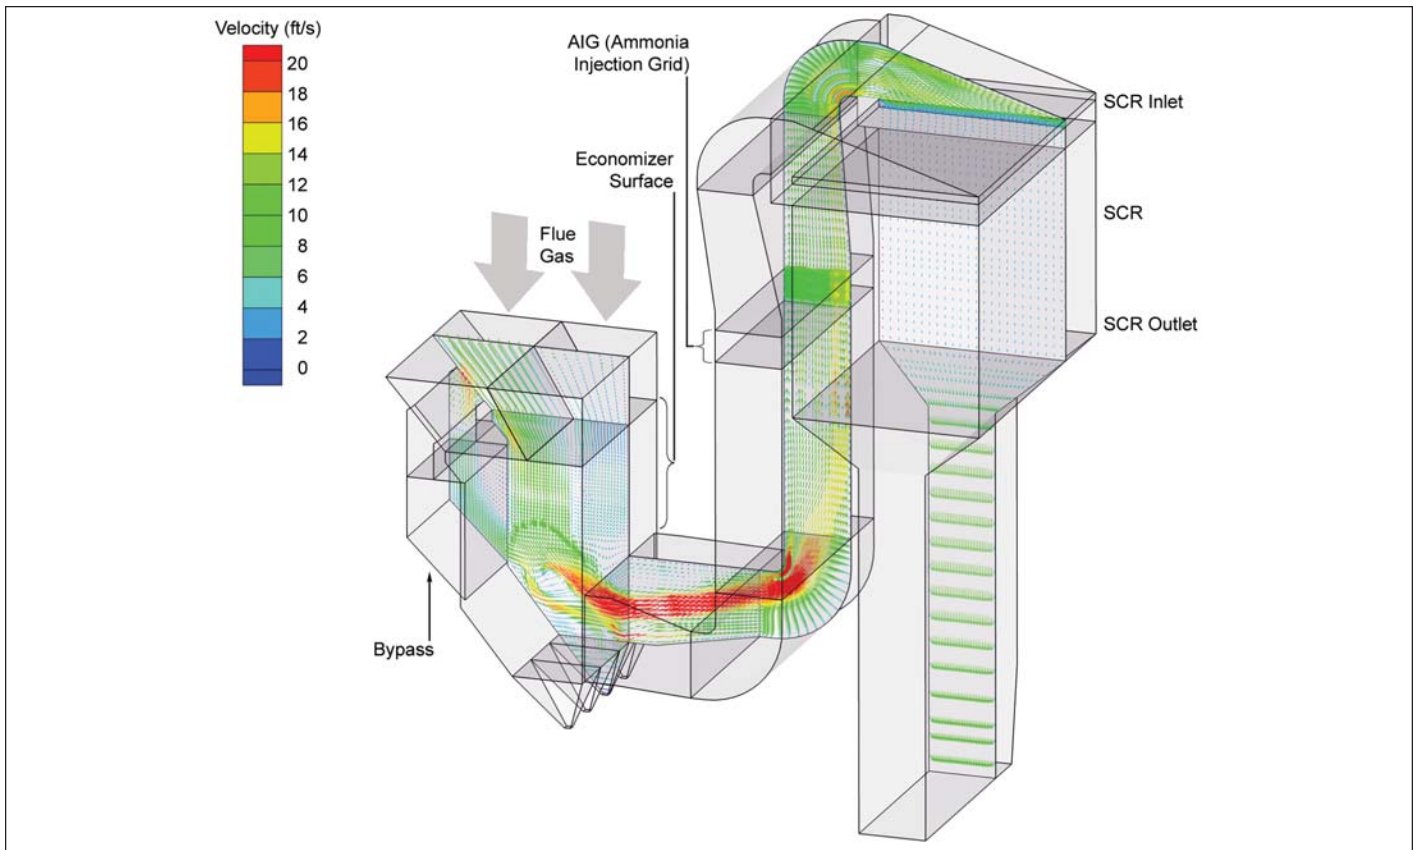 Velocity (ft/s)
20
18
16
14
12
10
8
6
4
2
0
AIG (Ammonia
Injection Grid)
Economizer
Surface
Flue
Gas
Bypass
SCR Inlet
SCR
SCR Outlet